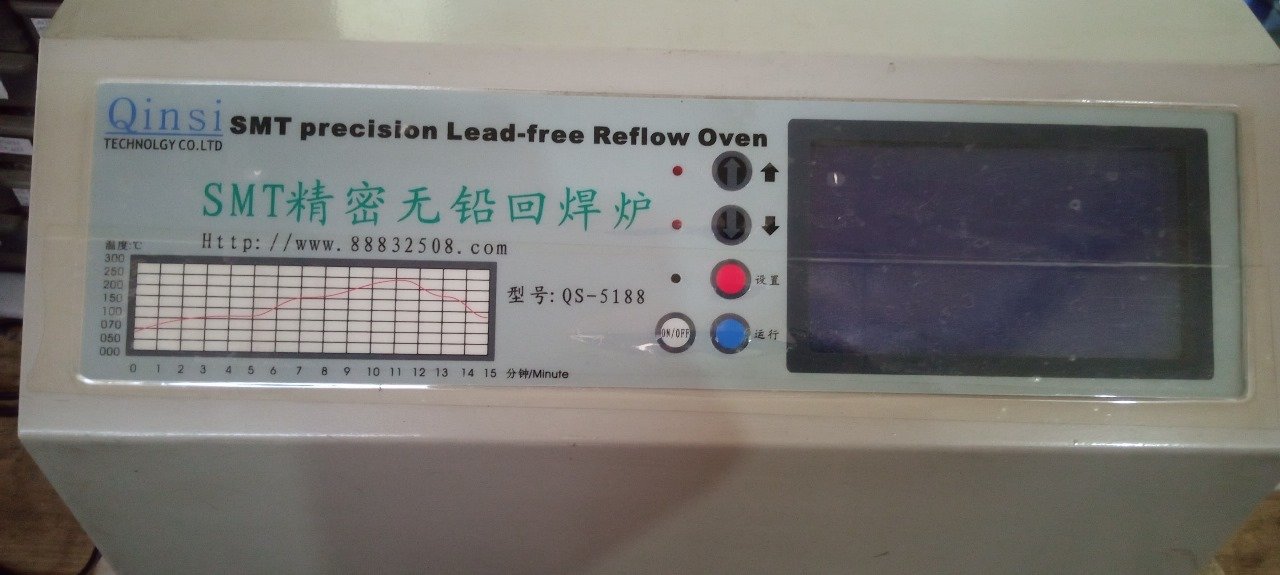 Qinsi
TECHNOLGY CO.LTD
SMT precision Lead-free Reflow Oven
SMT精密无铅回焊炉
Http://www.88832508.com
温度:℃
300
250
200
150
100
070
050
000
0 1 2 3 4 5 6 7 8 9 10 11 12 13 14 15 分钟/Minute
型号:QS-5188
设置
ON/OFF
运行